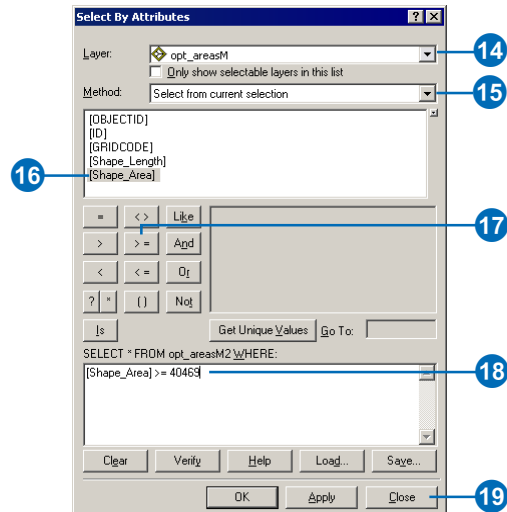 Select By Attributes
Layer: opt_areasM 14
Only show selectable layers in this list
Method: Select from current selection 15
[OBJECTID]
[ID]
[GRIDCODE]
[Shape_Length]
16 [Shape_Area]
= < > Like
> > = And 17
< < = Or
? * ( ) Not
Is Get Unique Values Go To:
SELECT * FROM opt_areasM2 WHERE:
[Shape_Area] >= 40469 18
Clear Verify Help Load... Save...
OK Apply Close 19